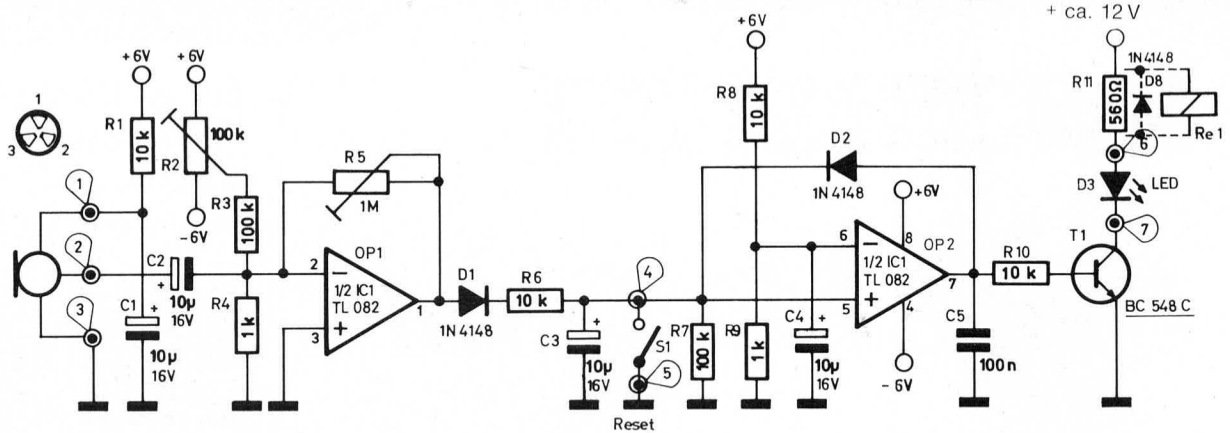 + ca. 12 V
+6V
+6V
+6V
1N4148
R11
560Ω
D8
Re 1
1
3
2
R1
10 k
100k
R2
-6V
R3
100 k
R5
1M
R8
10 k
D2
1N 4148
+6V
6
D3
LED
7
1
2
3
C2
+
10µ
16V
C1
+
10µ
16V
R4
1 k
2
3
OP1
1/2 IC1
TL 082
1
D1
1N 4148
R6
10 k
4
C3
+
10µ
16V
S1
5
Reset
R7
100 k
R9
1 k
C4
+
10µ
16V
6
5
8
OP2
1/2 IC1
TL 082
7
4
- 6V
C5
100n
R10
10 k
T1
BC 548 C